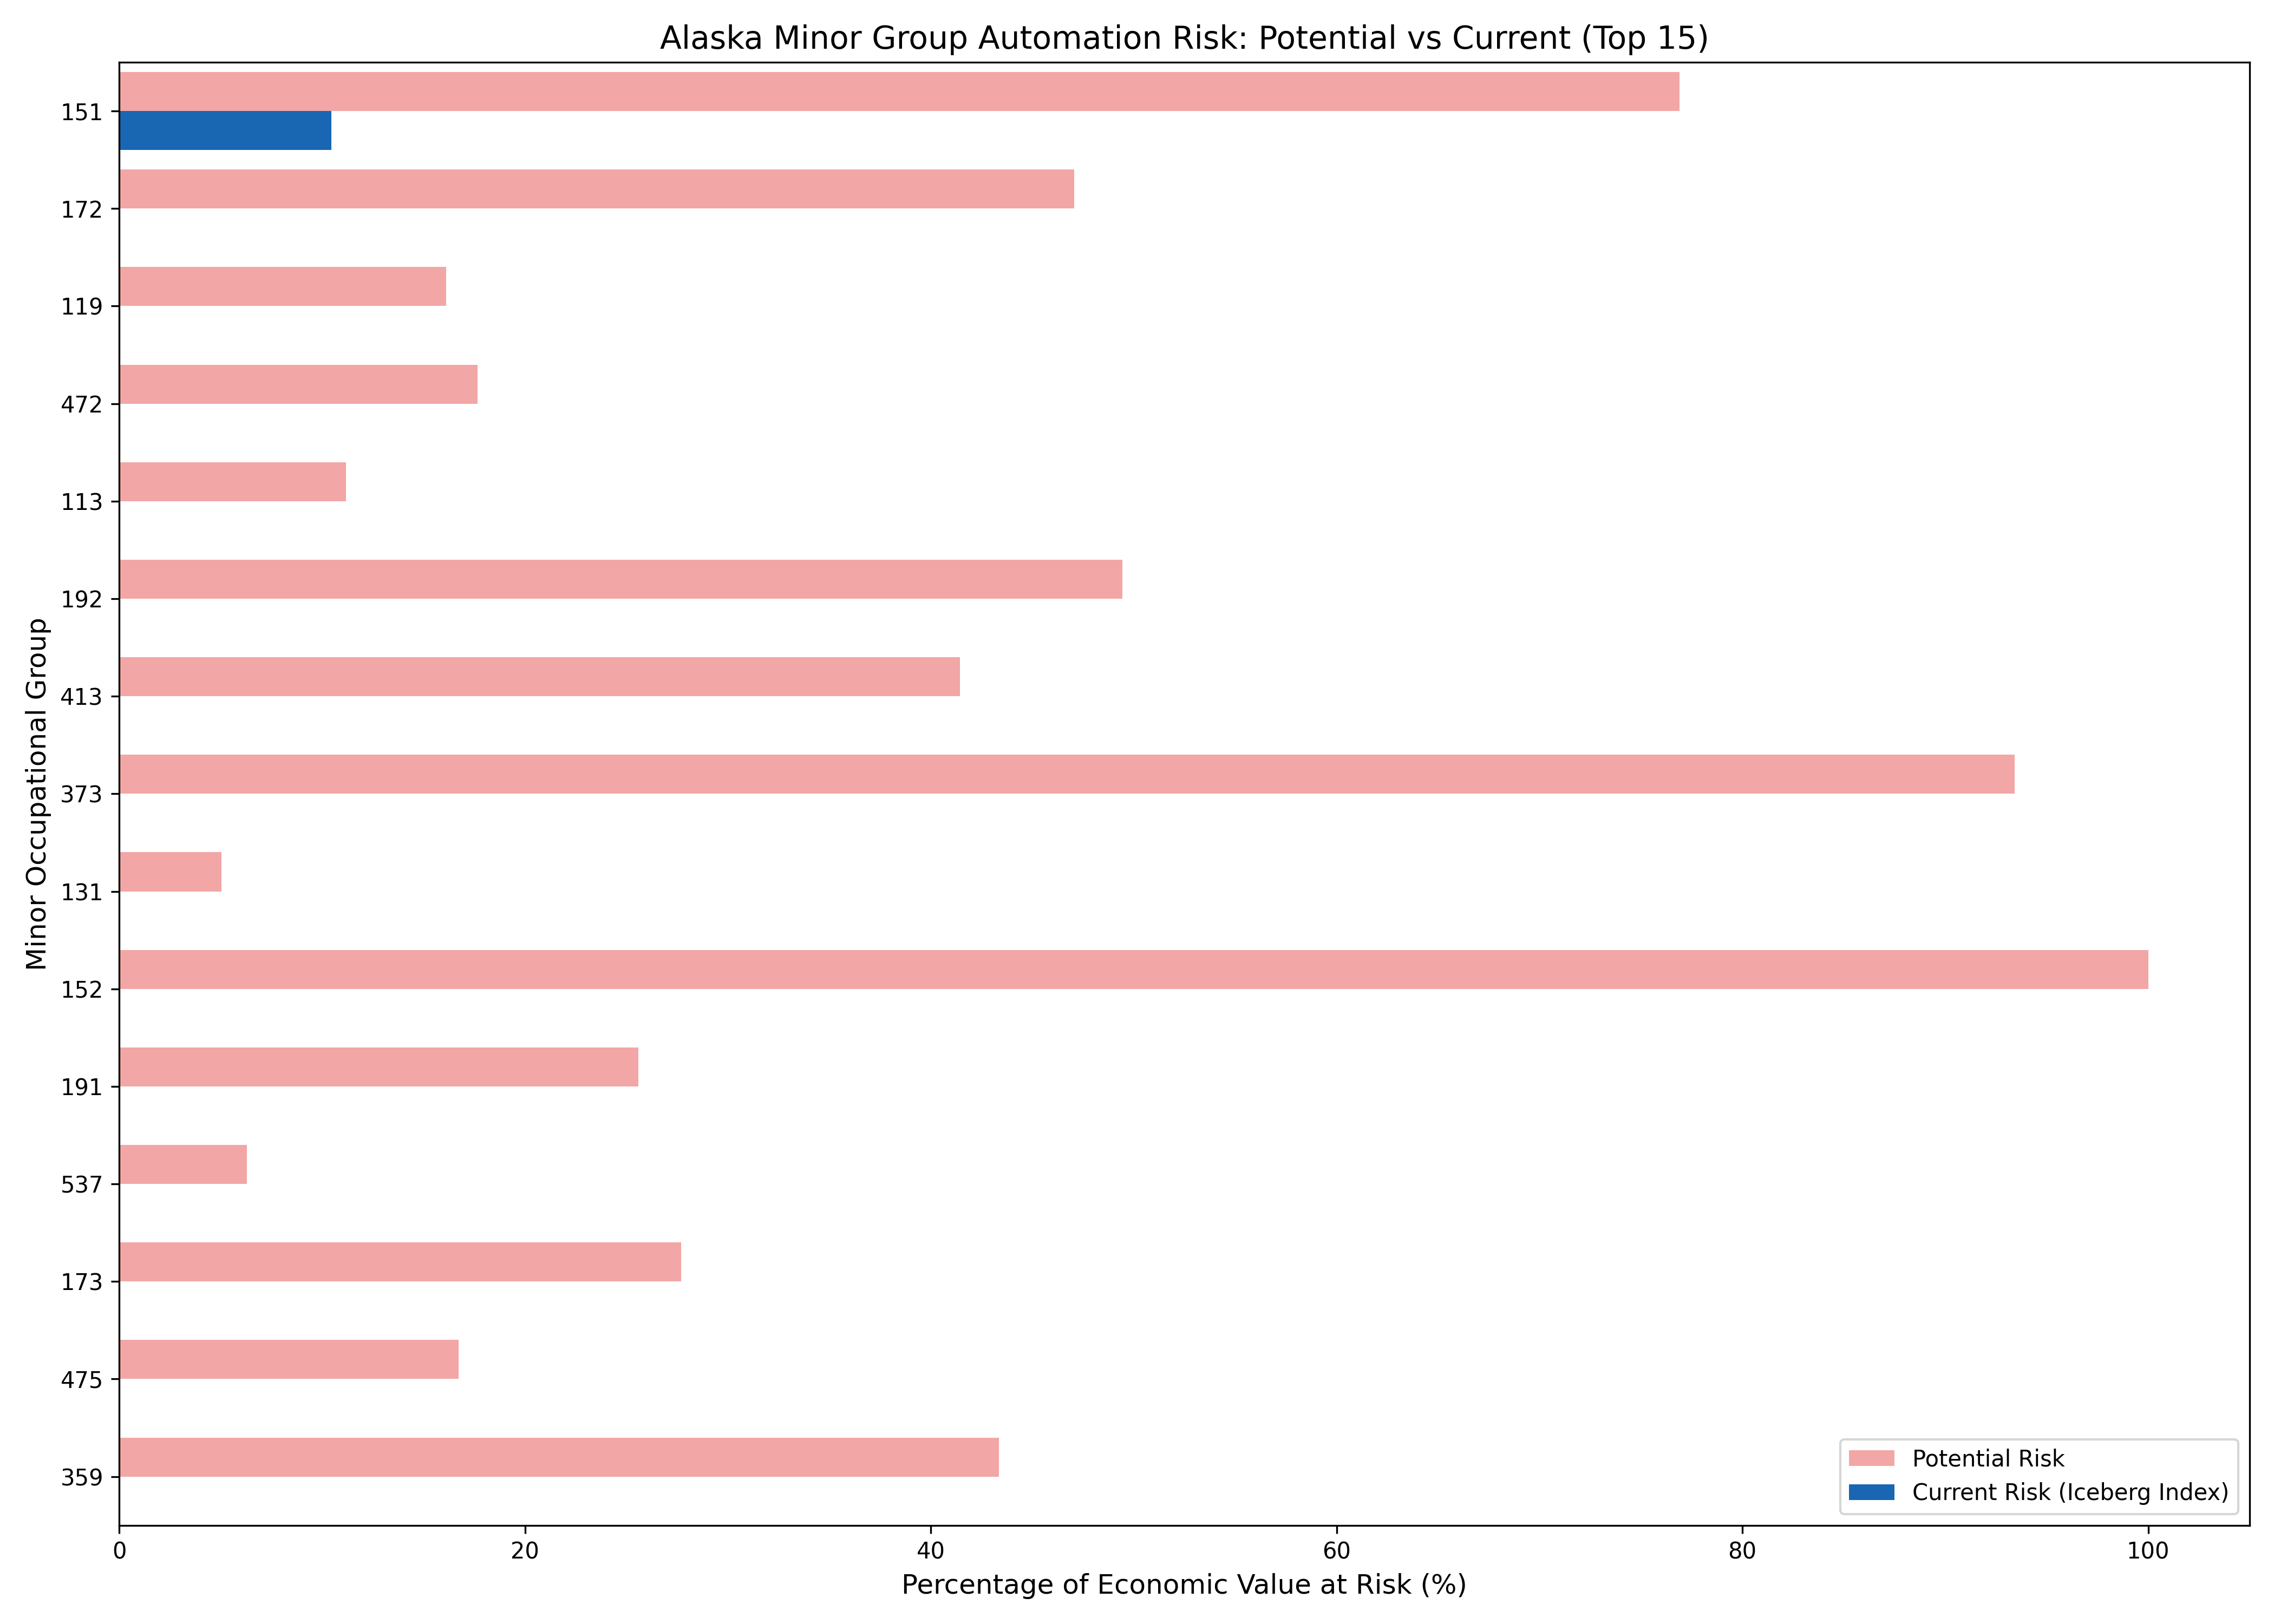 Alaska Minor Group Automation Risk: Potential vs Current (Top 15)
Minor Occupational Group
151
172
119
472
113
192
413
373
131
152
191
537
173
475
359
Potential Risk
Current Risk (Iceberg Index)
0 20 40 60 80 100
Percentage of Economic Value at Risk (%)